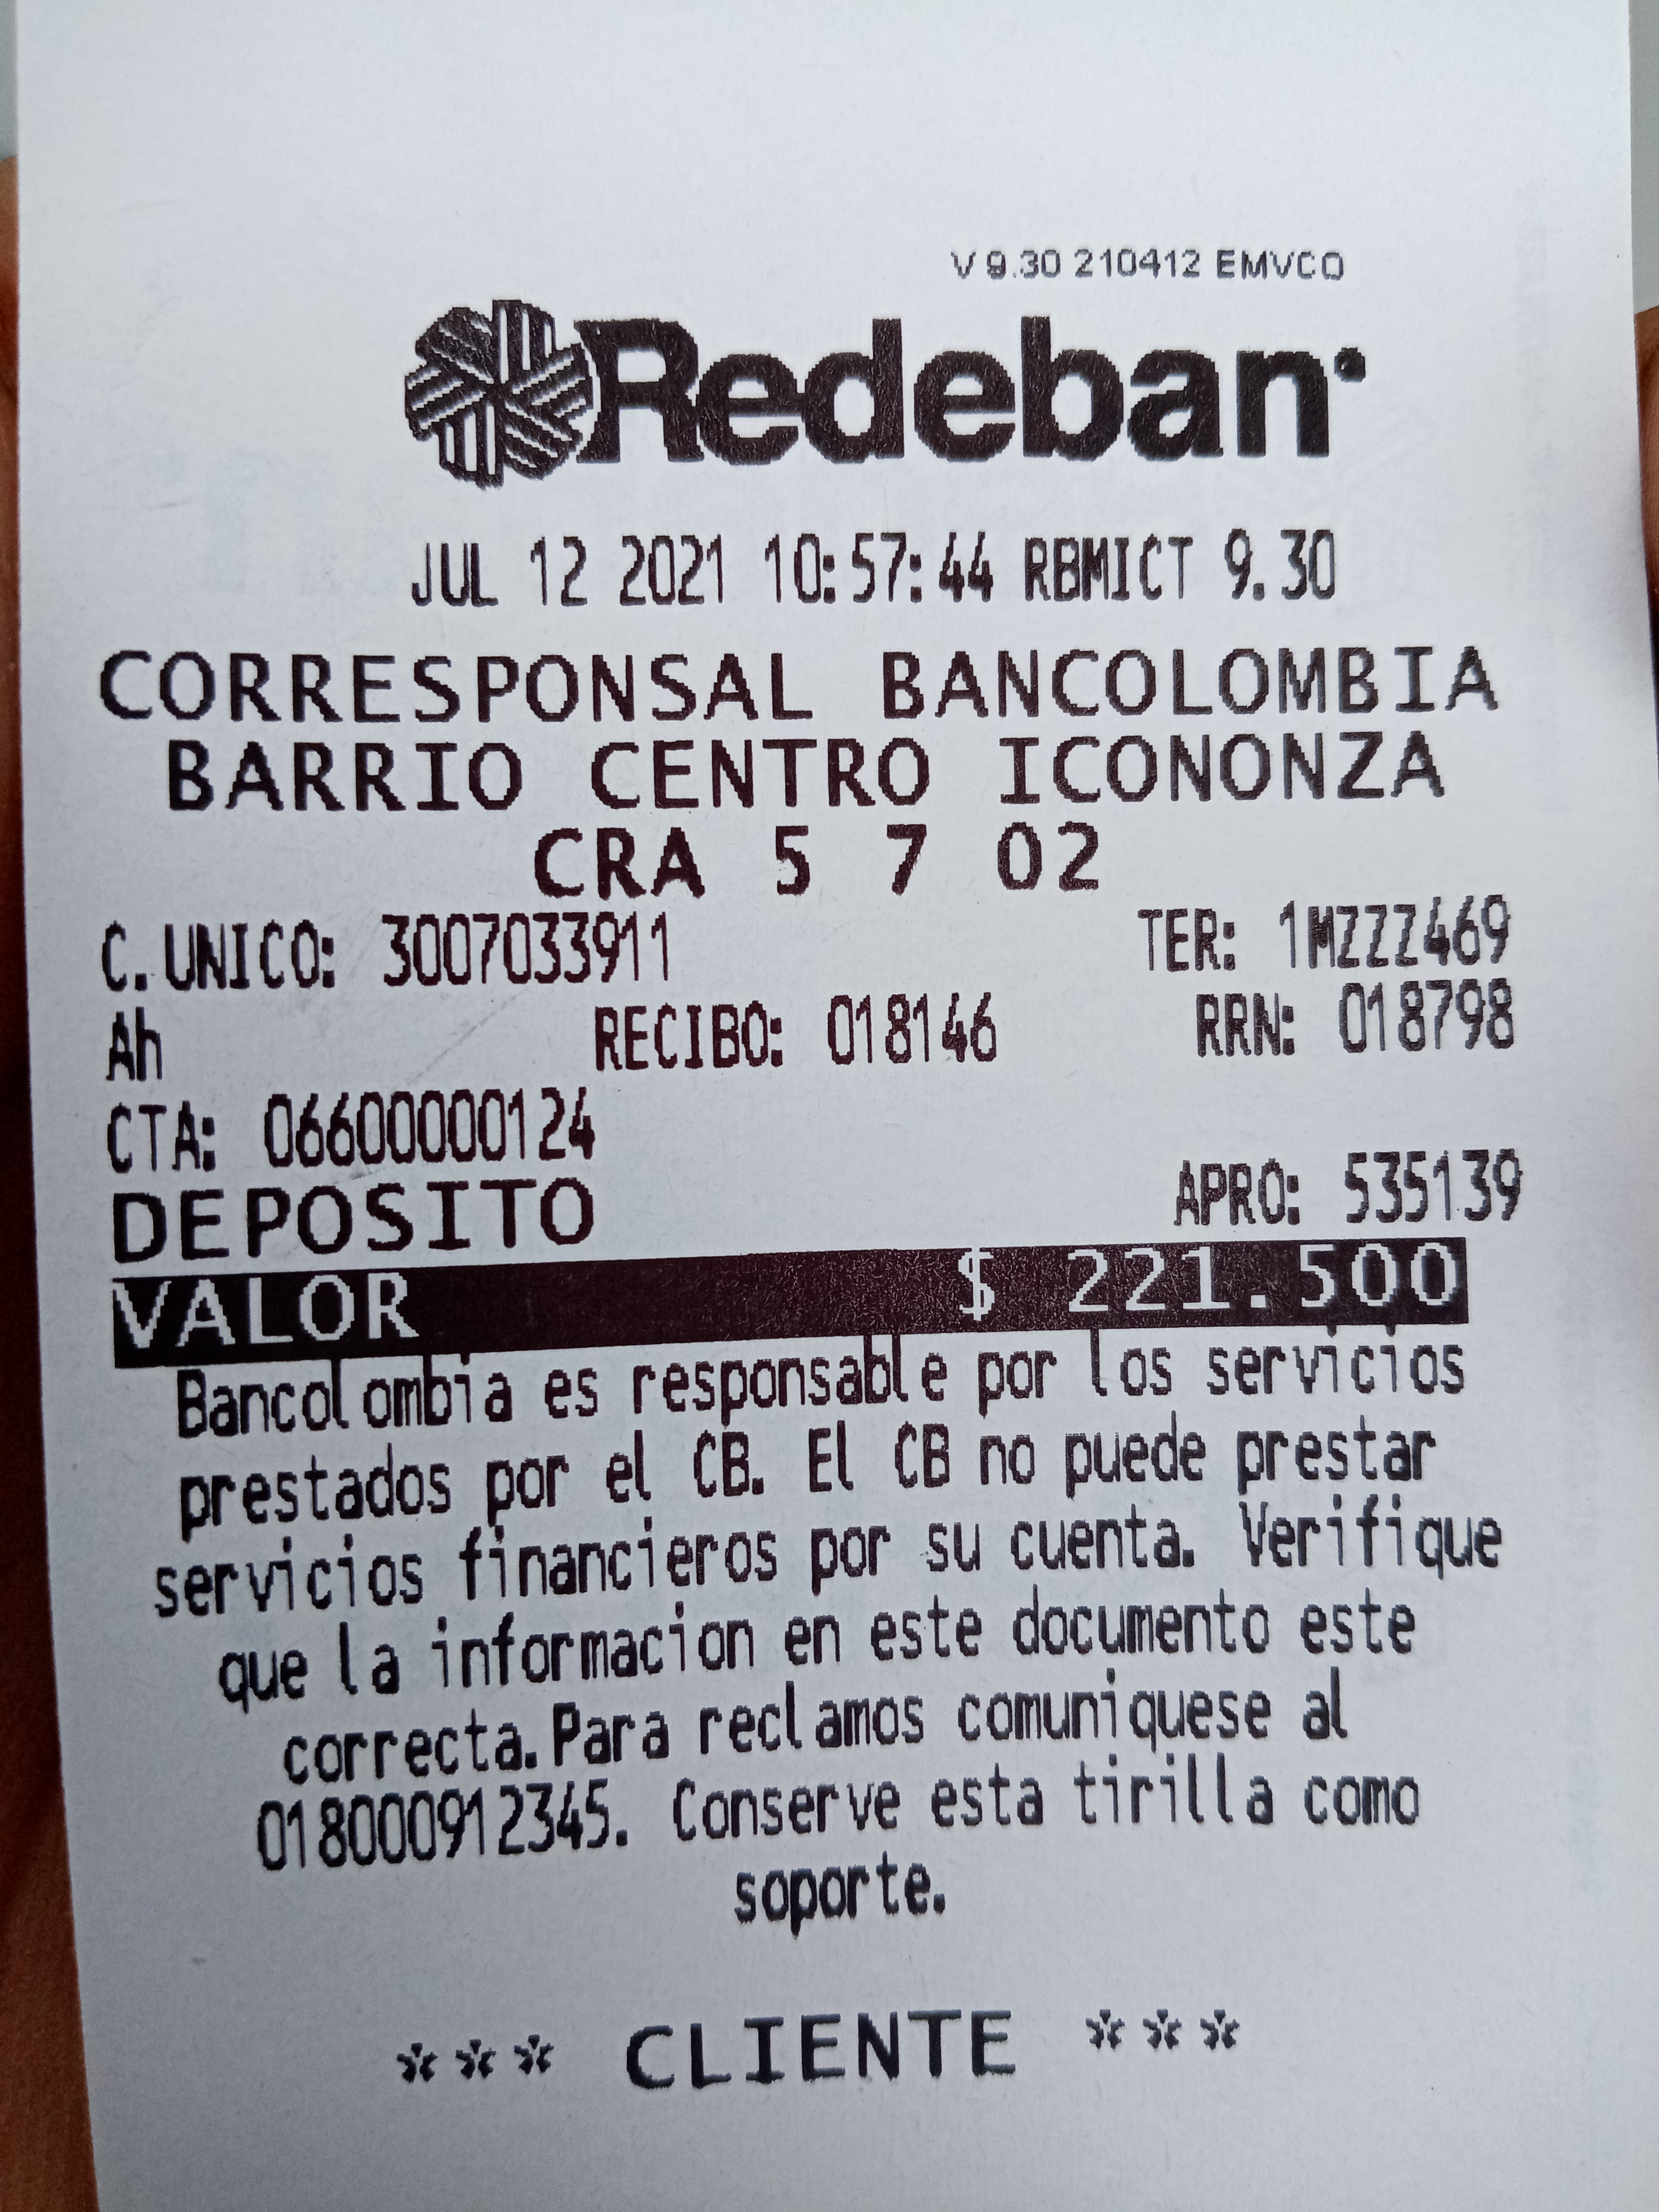 V 9.30 210412 EMVCO
Redeban
JUL 12 2021 10:57:44 RBMICT 9.30
CORRESPONSAL BANCOLOMBIA
BARRIO CENTRO ICONONZA
CRA 5 7 02
C.UNICO: 3007033911 TER: 1MZZZ469
Ah RECIBO: 018146 RRN: 018798
CTA: 06600000124
DEPOSITO APRO: 535139
VALOR $ 221.500
Bancolombia es responsable por los servicios
prestados por el CB. El CB no puede prestar
servicios financieros por su cuenta. Verifique
que la informacion en este documento este
correcta.Para reclamos comuniquese al
018000912345. Conserve esta tirilla como
soporte.
*** CLIENTE ***